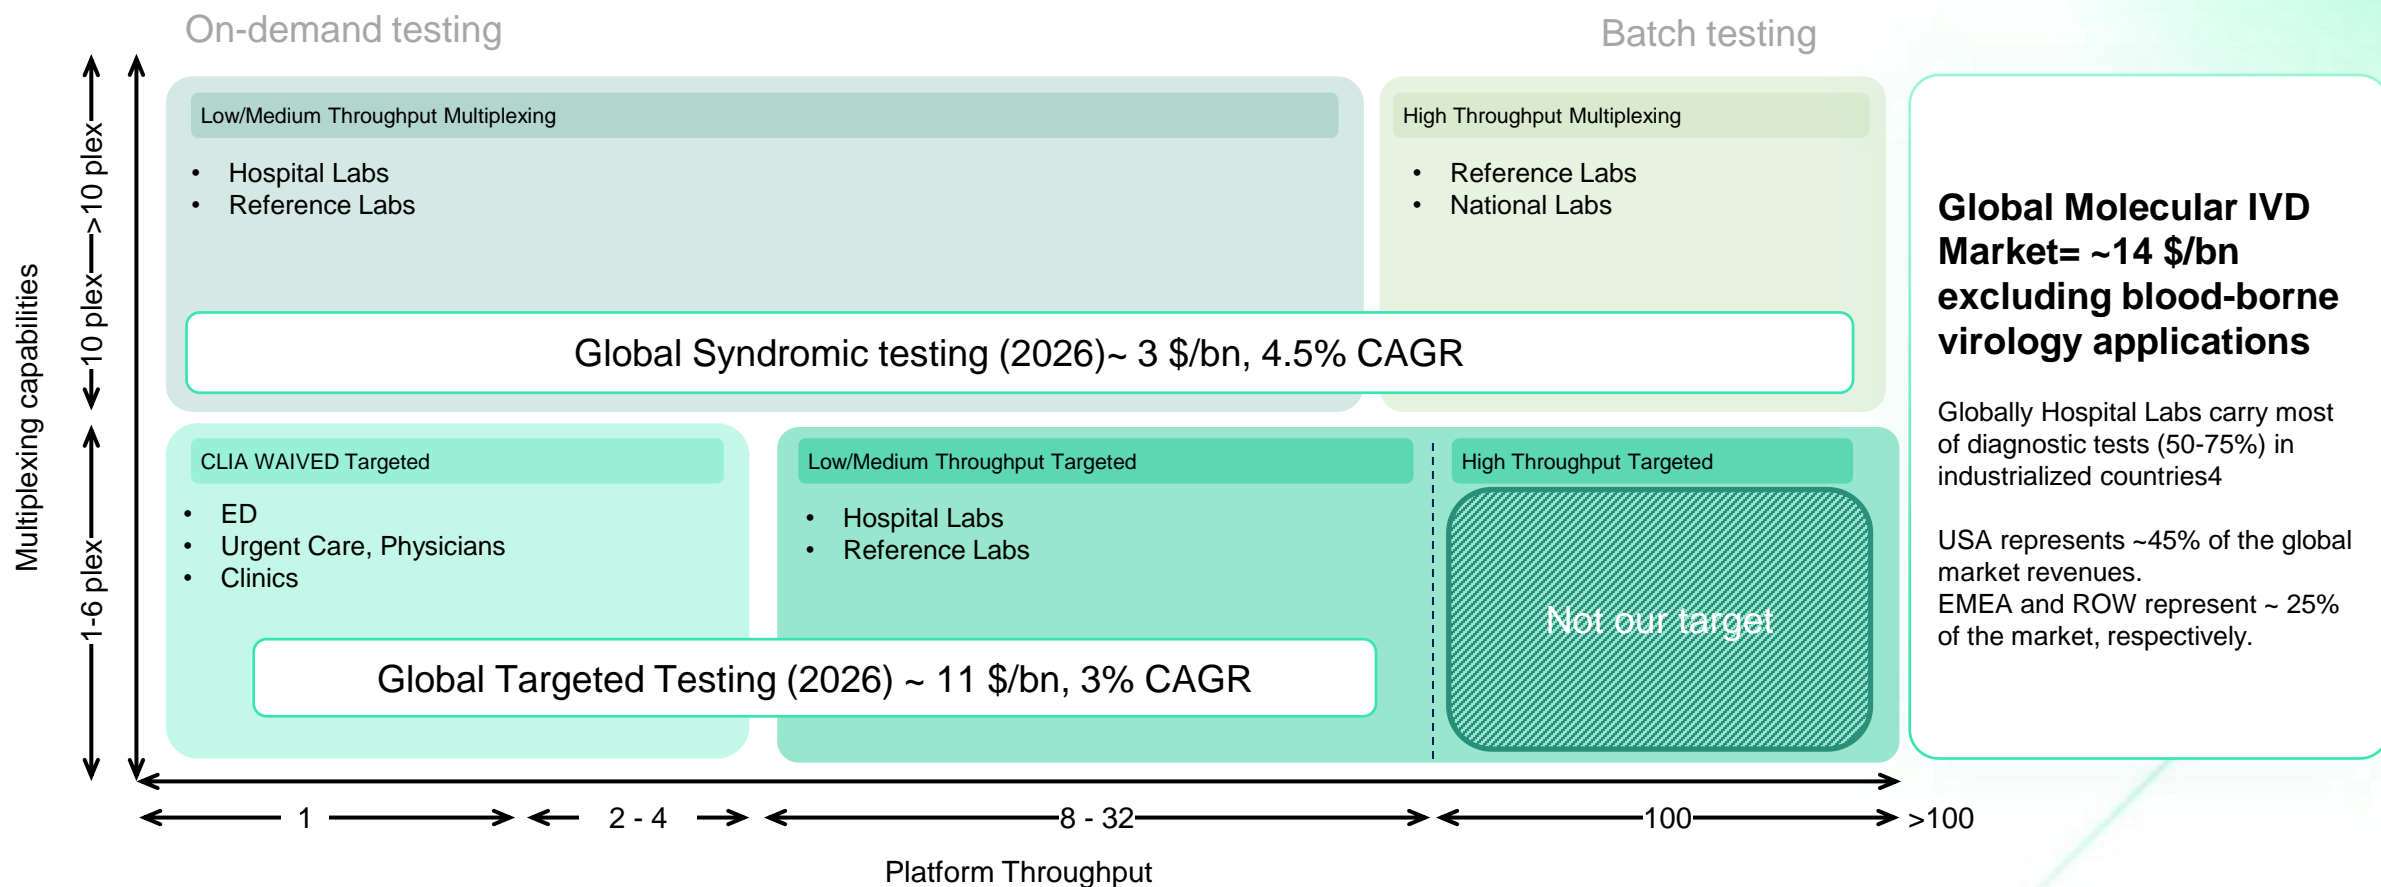 On-demand testing
Batch testing
Multiplexing capabilities
>10 plex
10 plex
1-6 plex
Low/Medium Throughput Multiplexing
• Hospital Labs
• Reference Labs
High Throughput Multiplexing
• Reference Labs
• National Labs
Global Syndromic testing (2026)~ 3 $/bn, 4.5% CAGR
CLIA WAIVED Targeted
• ED
• Urgent Care, Physicians
• Clinics
Low/Medium Throughput Targeted
• Hospital Labs
• Reference Labs
High Throughput Targeted
Not our target
Global Targeted Testing (2026) ~ 11 $/bn, 3% CAGR
1
2 - 4
8 - 32
100
>100
Platform Throughput
Global Molecular IVD
Market= ~14 $/bn
excluding blood-borne
virology applications
Globally Hospital Labs carry most
of diagnostic tests (50-75%) in
industrialized countries4
USA represents ~45% of the global
market revenues.
EMEA and ROW represent ~ 25%
of the market, respectively.